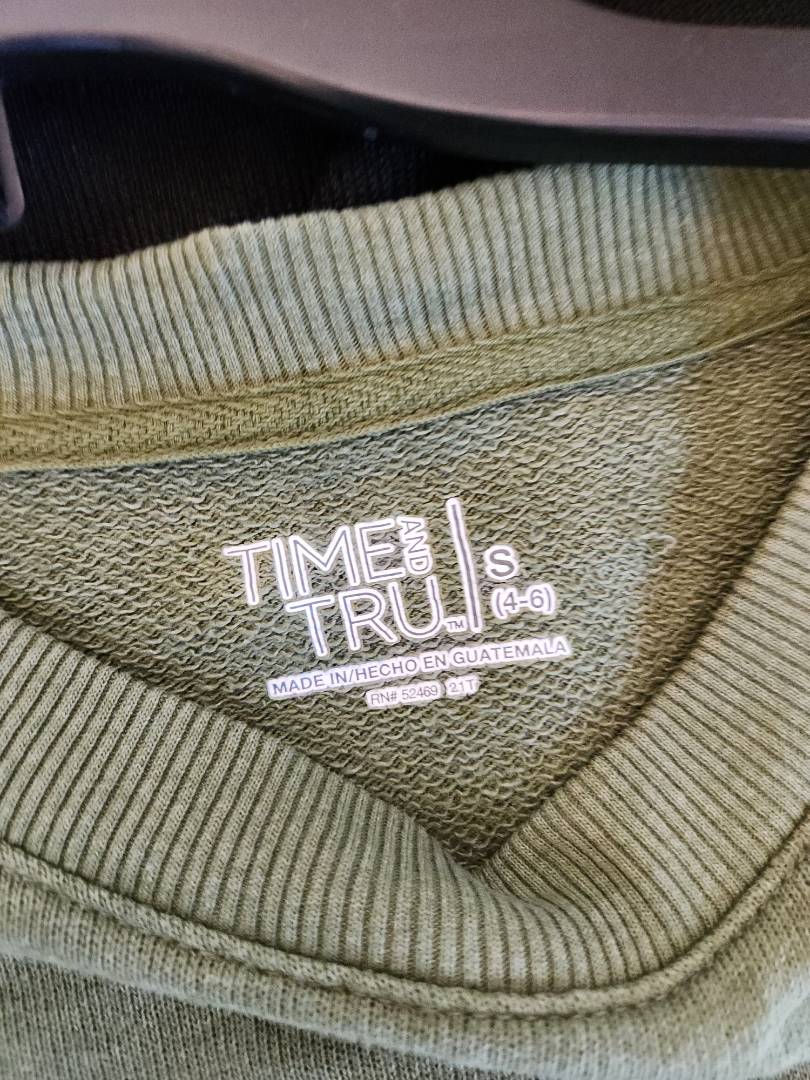 TIME AND TRU™ S
(4-6)
MADE IN/HECHO EN GUATEMALA
RN# 52469 21T